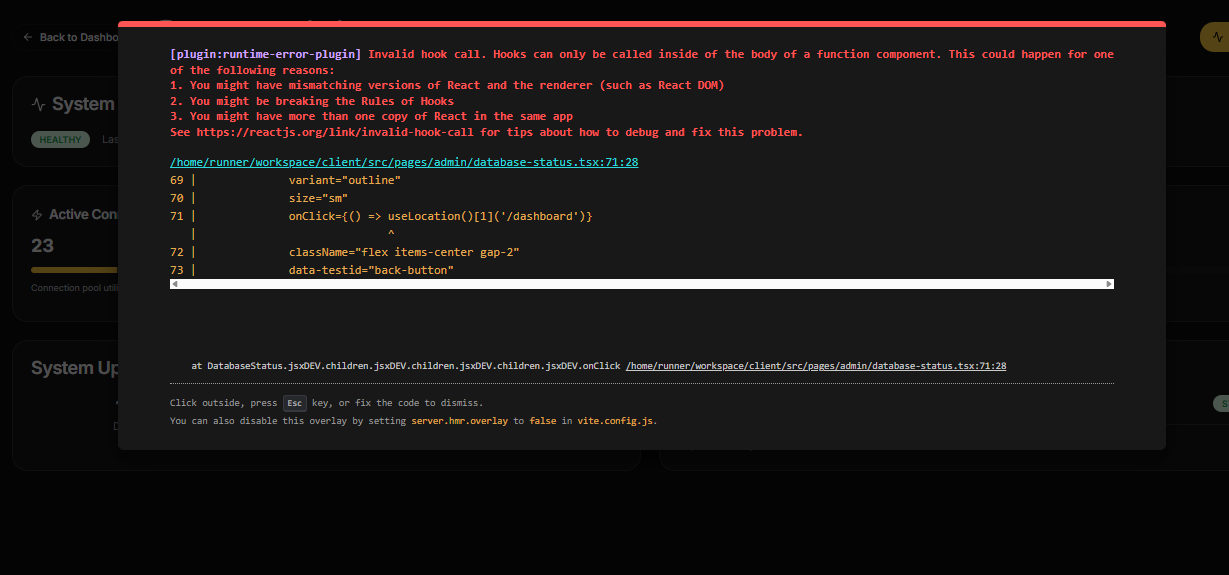 Back to Dashbo
[plugin:runtime-error-plugin] Invalid hook call. Hooks can only be called inside of the body of a function component. This could happen for one
of the following reasons:
1. You might have mismatching versions of React and the renderer (such as React DOM)
2. You might be breaking the Rules of Hooks
3. You might have more than one copy of React in the same app
See https://reactjs.org/link/invalid-hook-call for tips about how to debug and fix this problem.
System
HEALTHY Las
/home/runner/workspace/client/src/pages/admin/database-status.tsx:71:28
69 | variant="outline"
70 | size="sm"
71 | onClick={() => useLocation()[1]('/dashboard')}
| ^
72 | className="flex items-center gap-2"
73 | data-testid="back-button"
Active Con
23
Connection pool utili
System Up
at DatabaseStatus.jsxDEV.children.jsxDEV.children.jsxDEV.children.jsxDEV.onClick /home/runner/workspace/client/src/pages/admin/database-status.tsx:71:28
Click outside, press Esc key, or fix the code to dismiss.
You can also disable this overlay by setting server.hmr.overlay to false in vite.config.js.